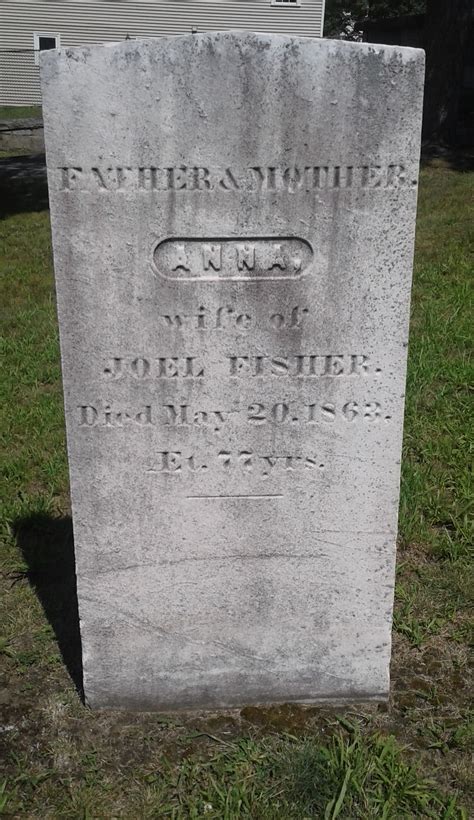 FATHER & MOTHER.
ANNA,
wife of
JOEL FISHER.
Died May 20. 1863.
Æt. 77 yrs.